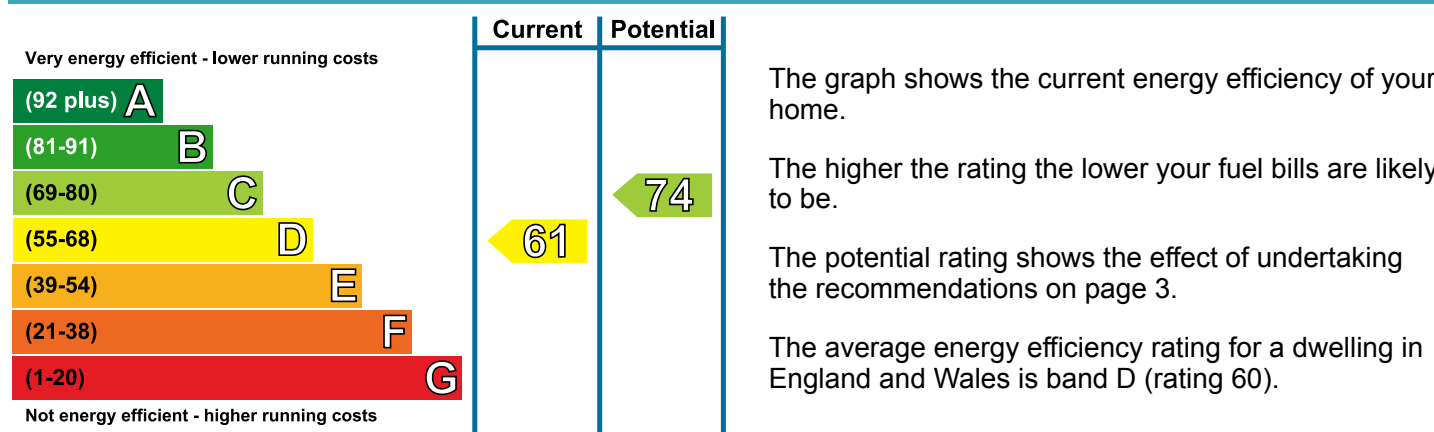 Current Potential
Very energy efficient - lower running costs
(92 plus) A
(81-91) B
(69-80) C
74
(55-68) D
61
(39-54) E
(21-38) F
(1-20) G
Not energy efficient - higher running costs
The graph shows the current energy efficiency of your
home.
The higher the rating the lower your fuel bills are likely
to be.
The potential rating shows the effect of undertaking
the recommendations on page 3.
The average energy efficiency rating for a dwelling in
England and Wales is band D (rating 60).